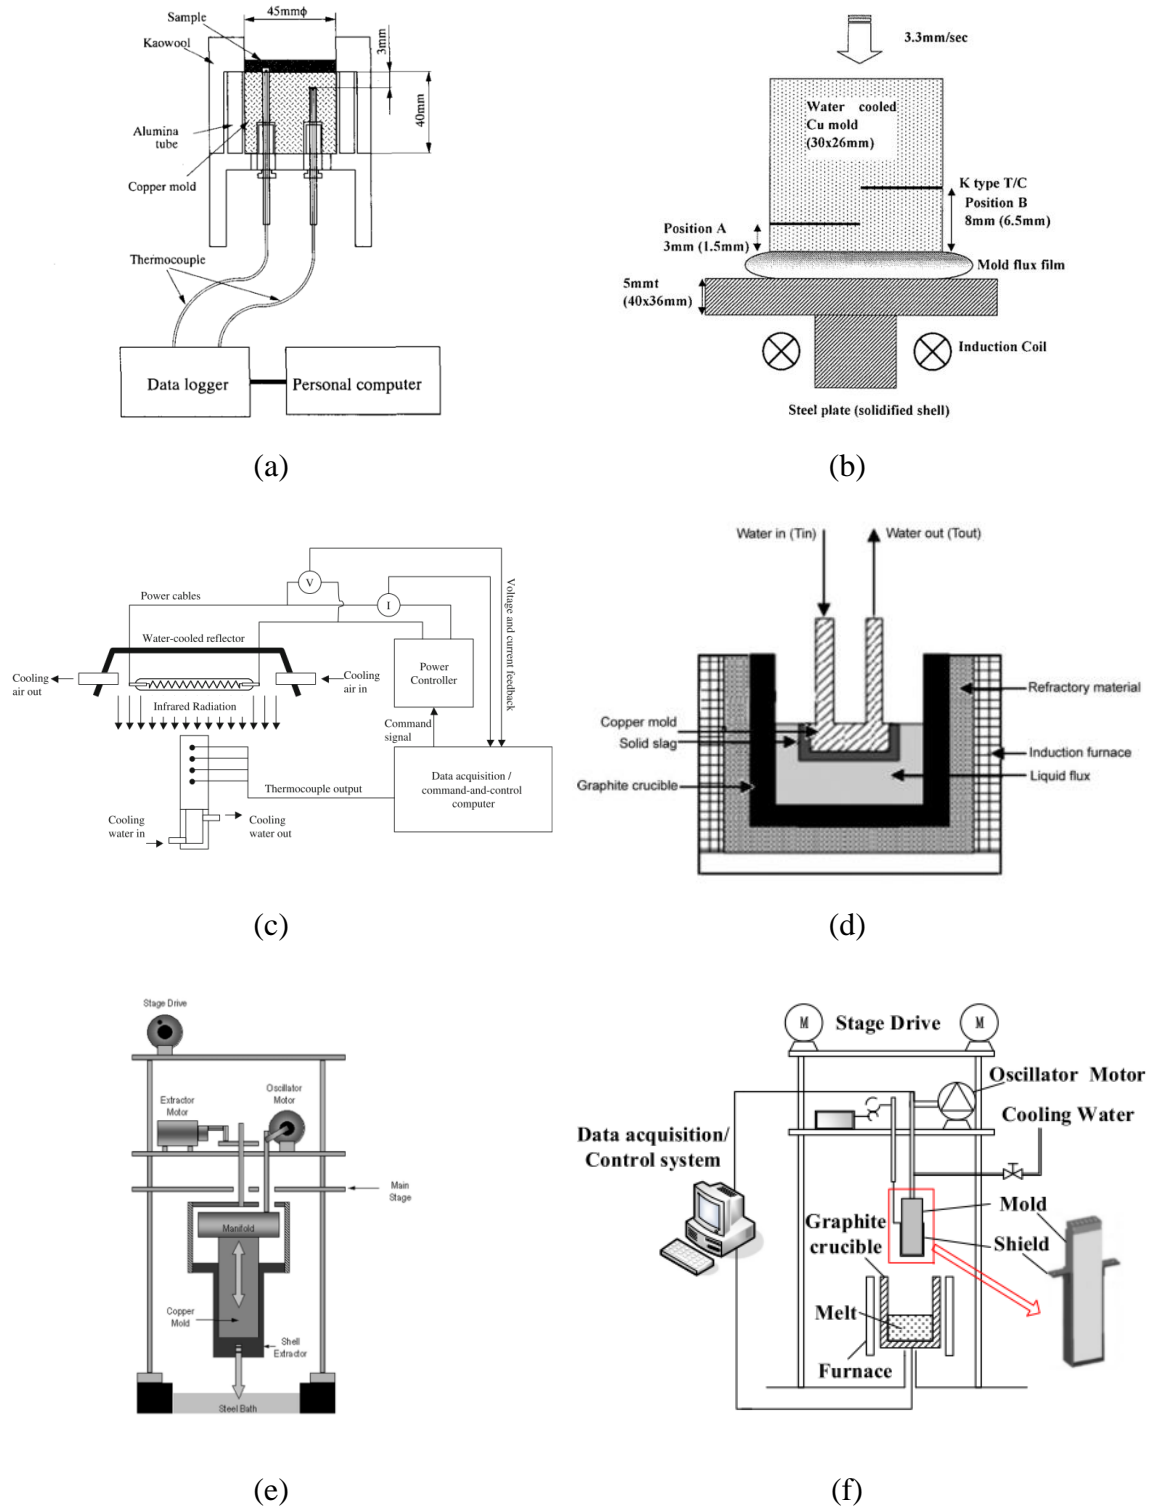 45mmϕ
Sample
Kaowool
3mm
40mm
Alumina
tube
Copper mold
Thermocouple
Data logger
Personal computer
(a)
3.3mm/sec
Water cooled
Cu mold
(30x26mm)
K type T/C
Position B
8mm (6.5mm)
Position A
3mm (1.5mm)
Mold flux film
5mmt
(40x36mm)
Induction Coil
Steel plate (solidified shell)
(b)
V
I
Power cables
Voltage and current feedback
Water-cooled reflector
Cooling
air out
Cooling
air in
Power
Controller
Infrared Radiation
Command
signal
Thermocouple output
Data acquisition /
command-and-control
computer
Cooling
water in
Cooling
water out
(c)
Water in (Tin)
Water out (Tout)
Refractory material
Copper mold
Solid slag
Induction furnace
Liquid flux
Graphite crucible
(d)
Stage Drive
Extractor
Motor
Oscillator
Motor
Main
Stage
Manifold
Copper
Mold
Shell
Extractor
Steel Bath
(e)
M
Stage Drive
M
Oscillator Motor
Cooling Water
Data acquisition/
Control system
Mold
Graphite
crucible
Shield
Melt
Furnace
(f)